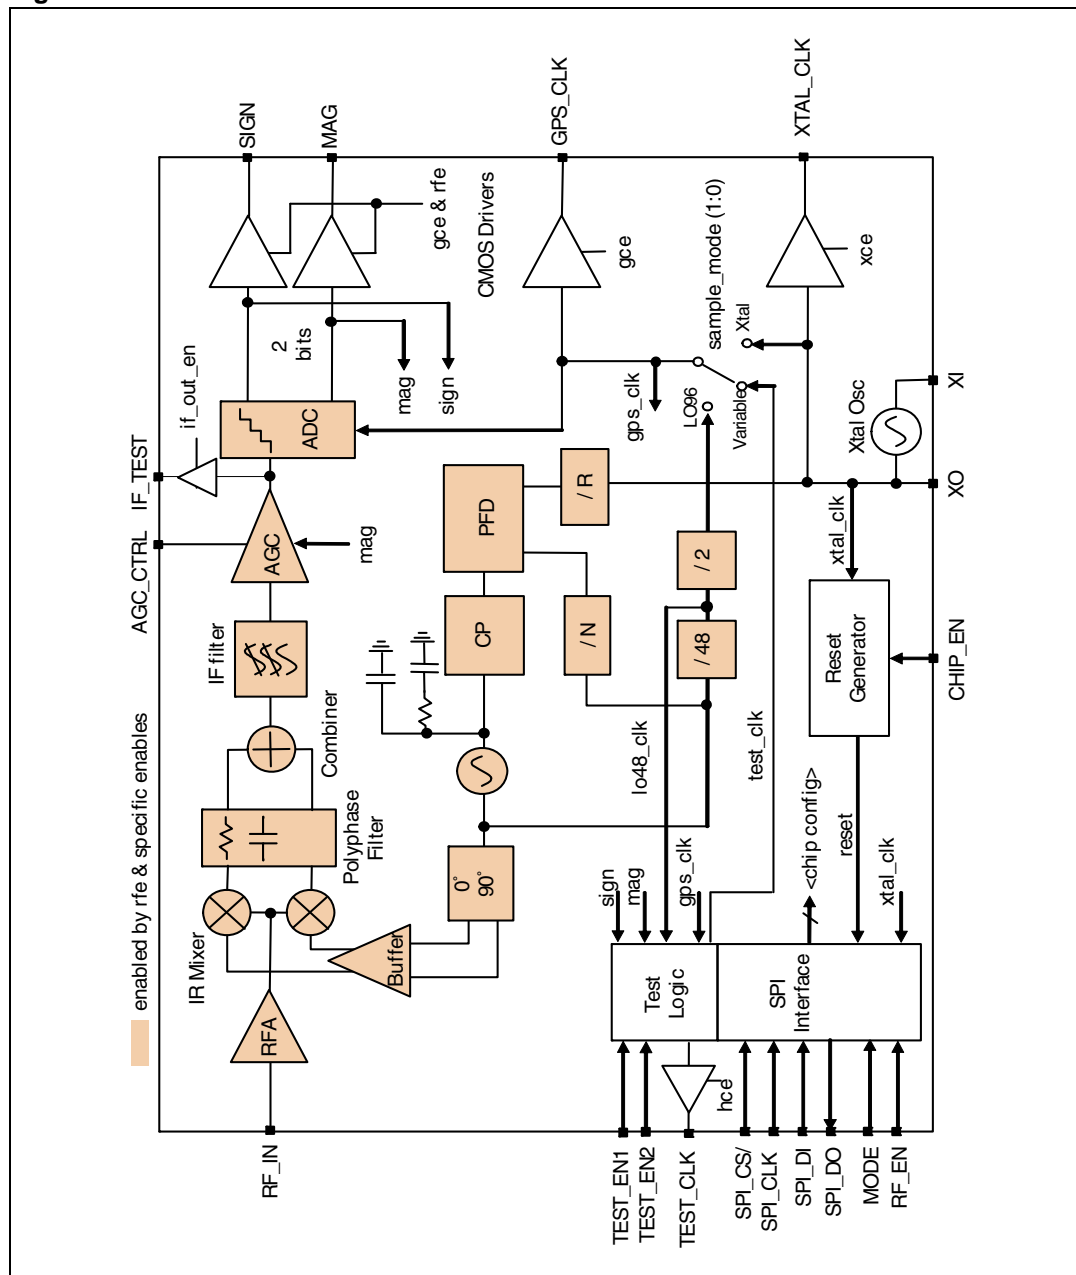 SIGN
MAG
GPS_CLK
XTAL_CLK
gce & rfe
CMOS Drivers
gce
sample_mode (1:0)
xce
2
bits
mag
sign
if_out_en
IF_TEST
AGC_CTRL
ADC
gps_clk
LO96
Variable
Xtal
Xtal Osc
XI
XO
AGC
mag
PFD
/ R
/ 2
xtal_clk
IF filter
CP
/ N
/ 48
Reset
Generator
CHIP_EN
enabled by rfe & specific enables
Combiner
lo48_clk
test_clk
Polyphase
Filter
0°
90°
IR Mixer
Buffer
sign
mag
gps_clk
<chip config>
reset
xtal_clk
RFA
Test
Logic
SPI
Interface
hce
RF_IN
TEST_EN1
TEST_EN2
TEST_CLK
SPI_CS/
SPI_CLK
SPI_DI
SPI_DO
MODE
RF_EN